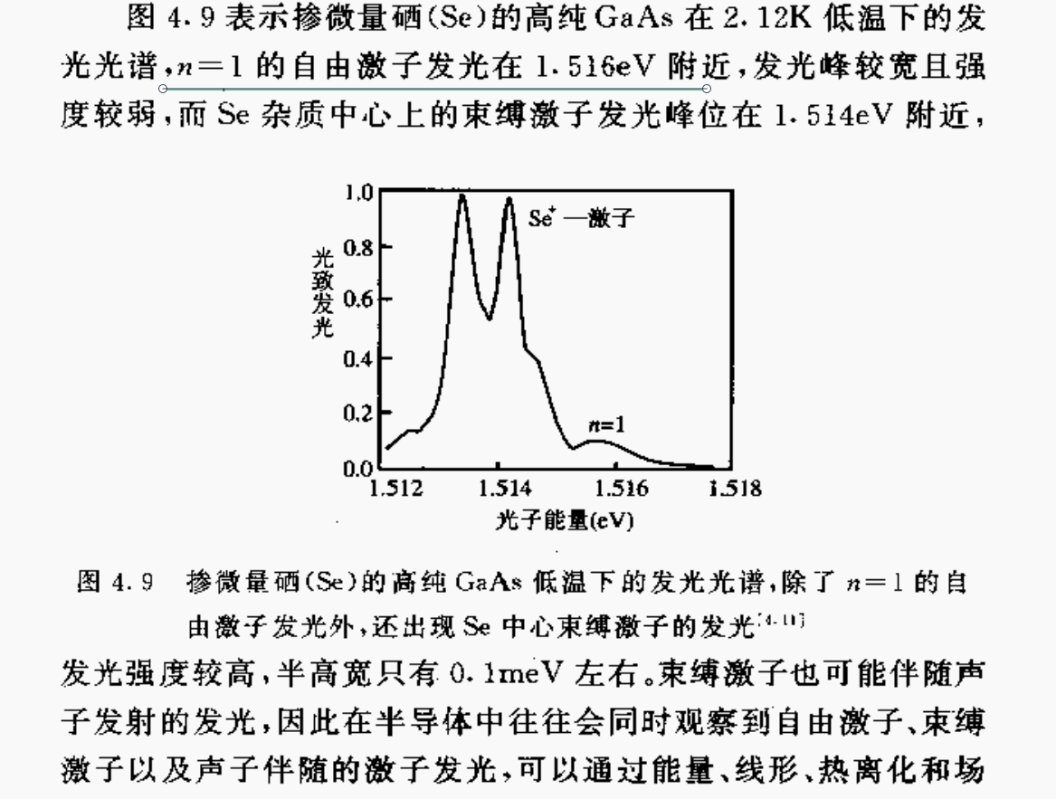 图 4.9 表示掺微量硒(Se)的高纯 GaAs 在 2.12K 低温下的发
光光谱,n=1 的自由激子发光在 1.516eV 附近,发光峰较宽且强
度较弱,而 Se 杂质中心上的束缚激子发光峰位在 1.514eV 附近,
1.0
Se⁺—激子
0.8
光致发光
0.6
0.4
0.2
n=1
0.0
1.512 1.514 1.516 1.518
光子能量(eV)
图 4.9 掺微量硒(Se)的高纯 GaAs 低温下的发光光谱,除了 n=1 的自
由激子发光外,还出现 Se 中心束缚激子的发光[4.11]
发光强度较高,半高宽只有 0.1meV 左右。束缚激子也可能伴随声
子发射的发光,因此在半导体中往往会同时观察到自由激子、束缚
激子以及声子伴随的激子发光,可以通过能量、线形、热离化和场